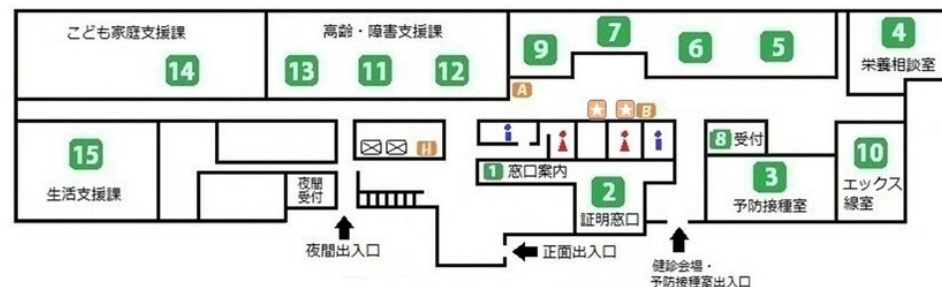 こども家庭支援課
14
高齢・障害支援課
13
11
12
9
7
6
5
4
栄養相談室
A
B
15
生活支援課
H
1 窓口案内
2
証明窓口
8 受付
3
予防接種室
10
エックス
線室
夜間
受付
夜間出入口
正面出入口
健診会場・
予防接種室出入口